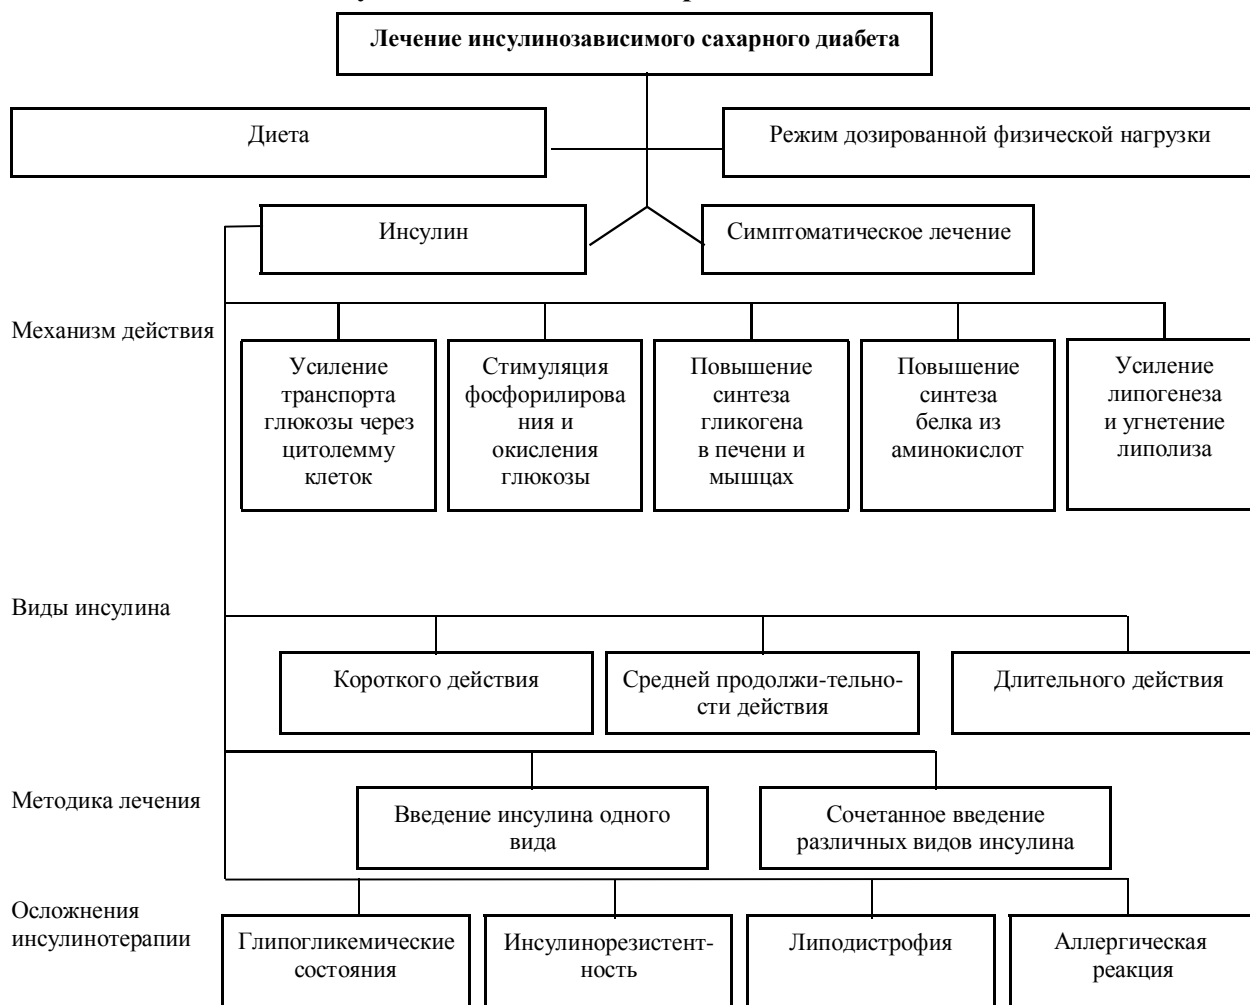 Лечение инсулинозависимого сахарного диабета
Диета
Режим дозированной физической нагрузки
Инсулин
Симптоматическое лечение
Механизм действия
Усиление
транспорта
глюкозы через
цитолемму
клеток
Стимуляция
фосфорилирова
ния и
окисления
глюкозы
Повышение
синтеза
гликогена
в печени и
мышцах
Повышение
синтеза
белка из
аминокислот
Усиление
липогенеза
и угнетение
липолиза
Виды инсулина
Короткого действия
Средней продолжи-тельно-
сти действия
Длительного действия
Методика лечения
Введение инсулина одного
вида
Сочетанное введение
различных видов инсулина
Осложнения
инсулинотерапии
Глипогликемические
состояния
Инсулинорезистент-
ность
Липодистрофия
Аллергическая
реакция